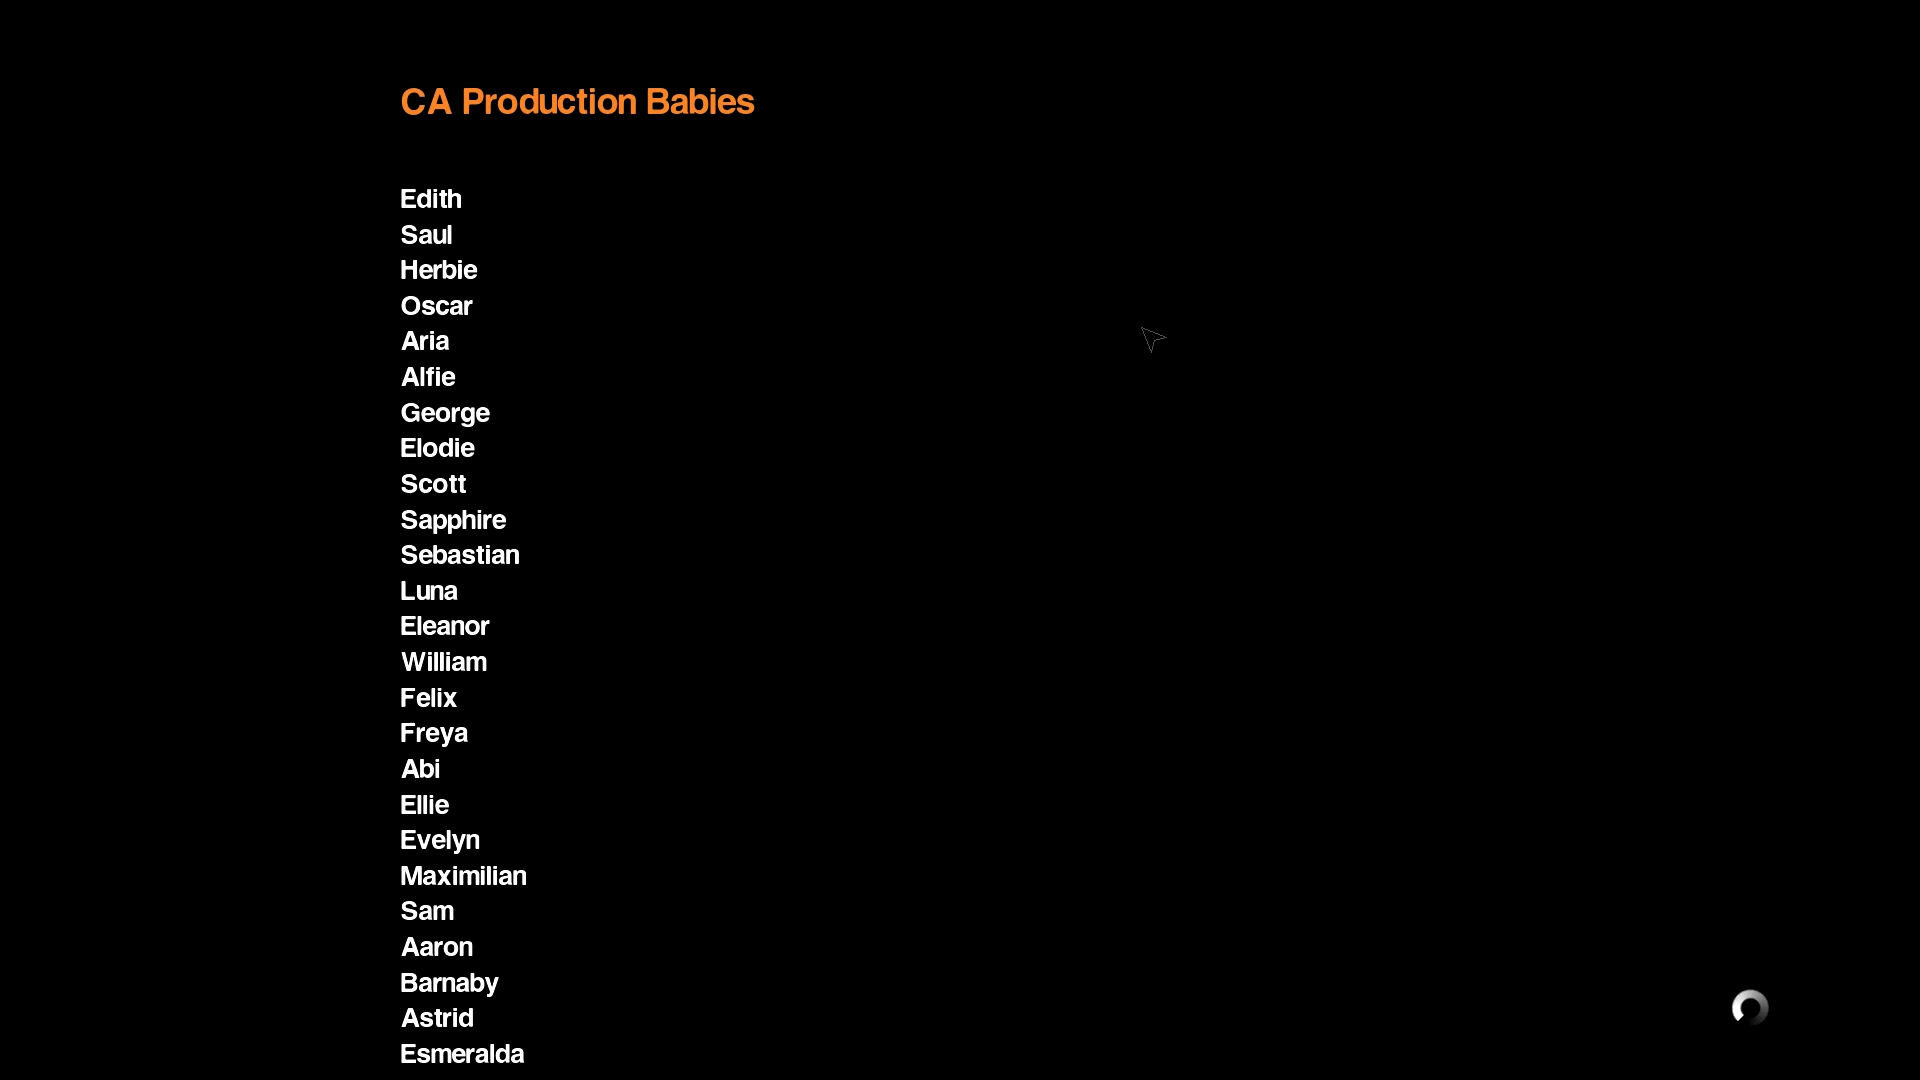 CA Production Babies
Edith
Saul
Herbie
Oscar
Aria
Alfie
George
Elodie
Scott
Sapphire
Sebastian
Luna
Eleanor
William
Felix
Freya
Abi
Ellie
Evelyn
Maximilian
Sam
Aaron
Barnaby
Astrid
Esmeralda